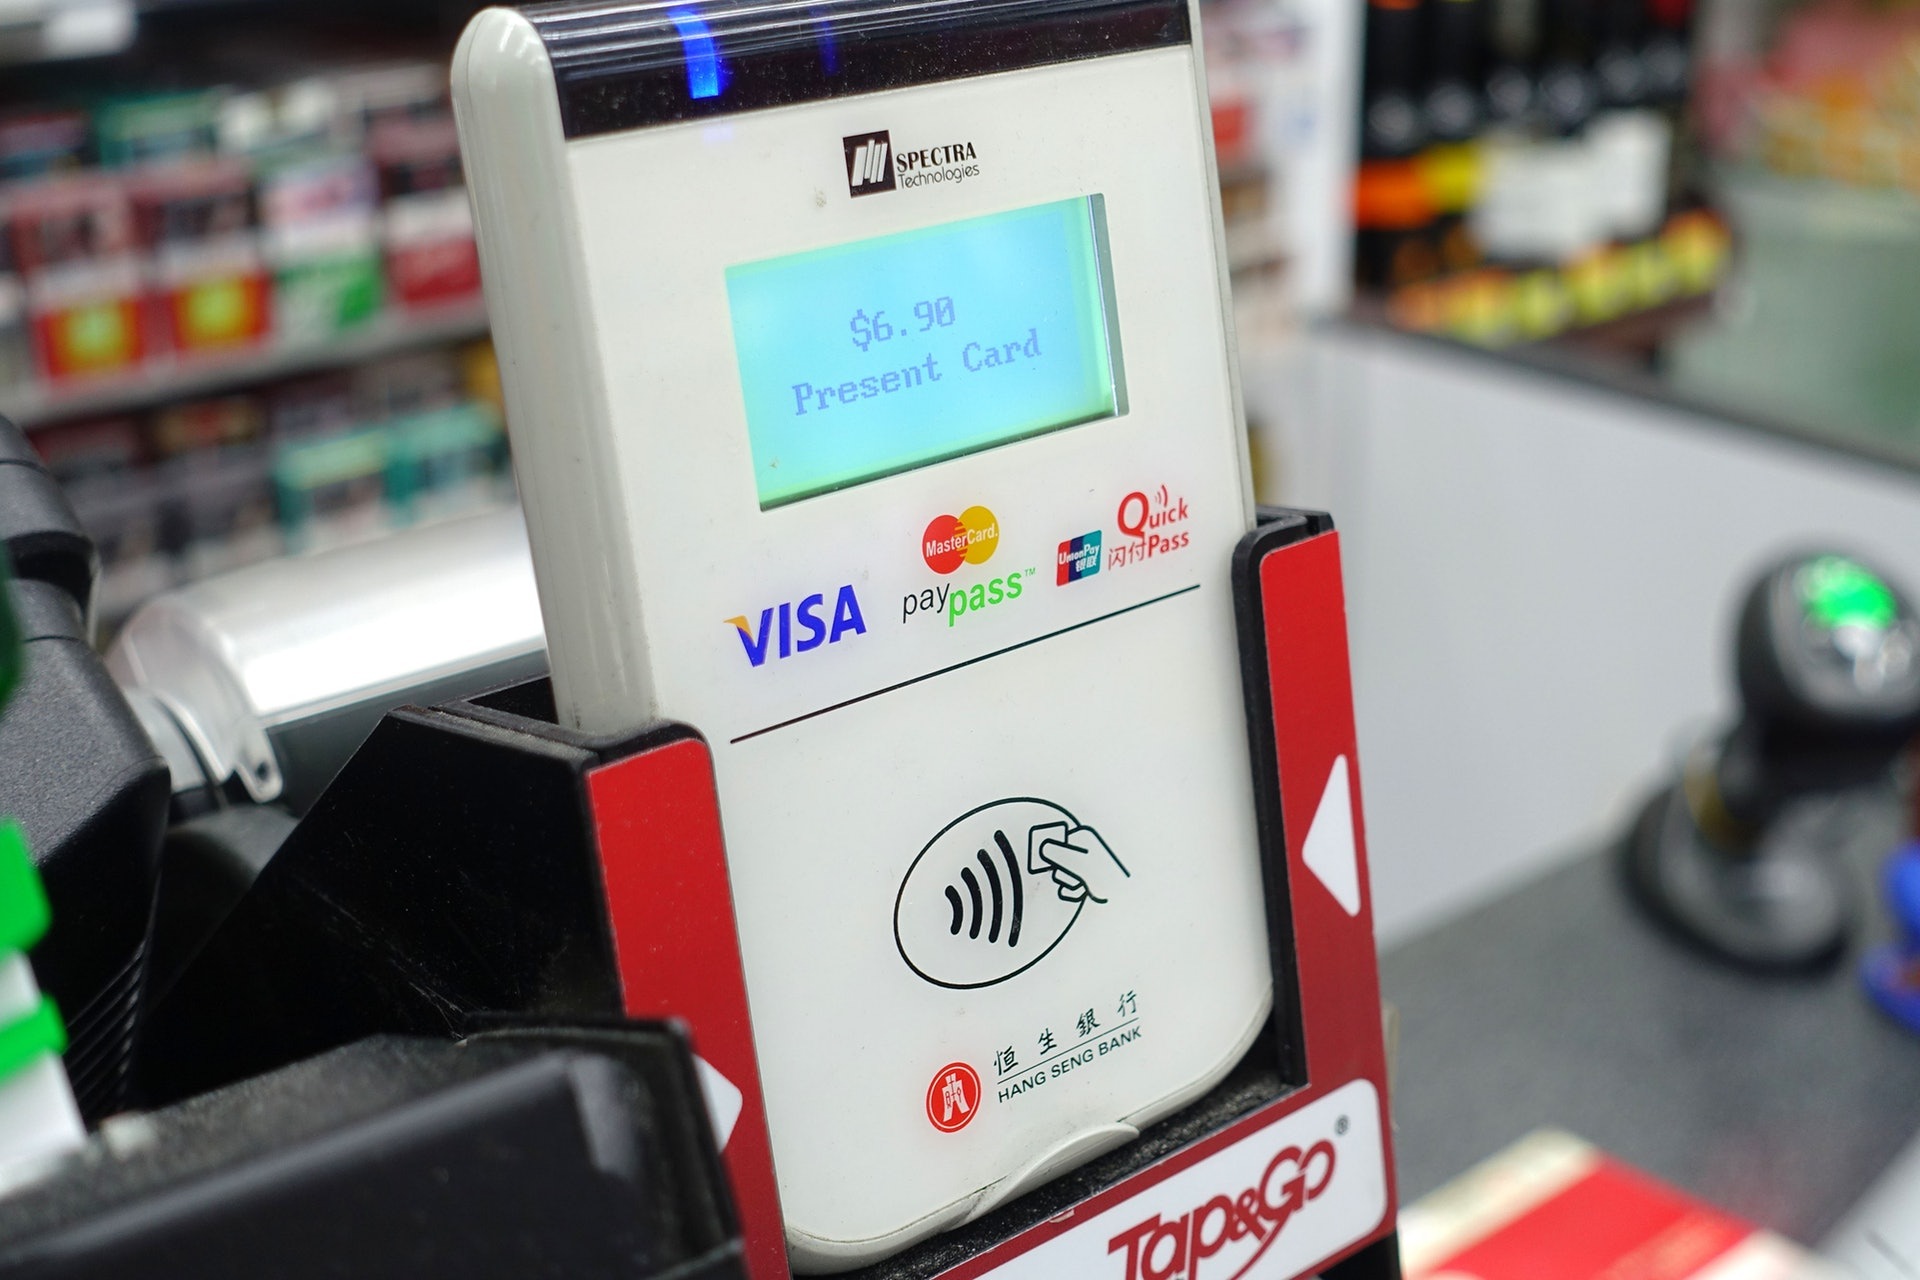 SPECTRA
Technologies
$6.90
Present Card
VISA
MasterCard.
paypass™
UnionPay
银联
Quick
闪付Pass
恒生銀行
HANG SENG BANK
Tap&Go®